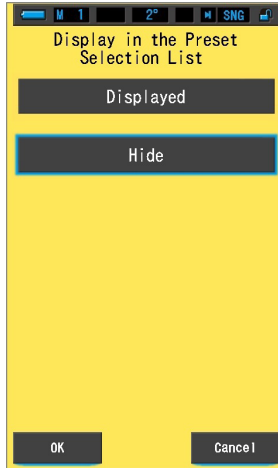 M 1 2° SNG
Display in the Preset
Selection List
Displayed
Hide
OK Cancel